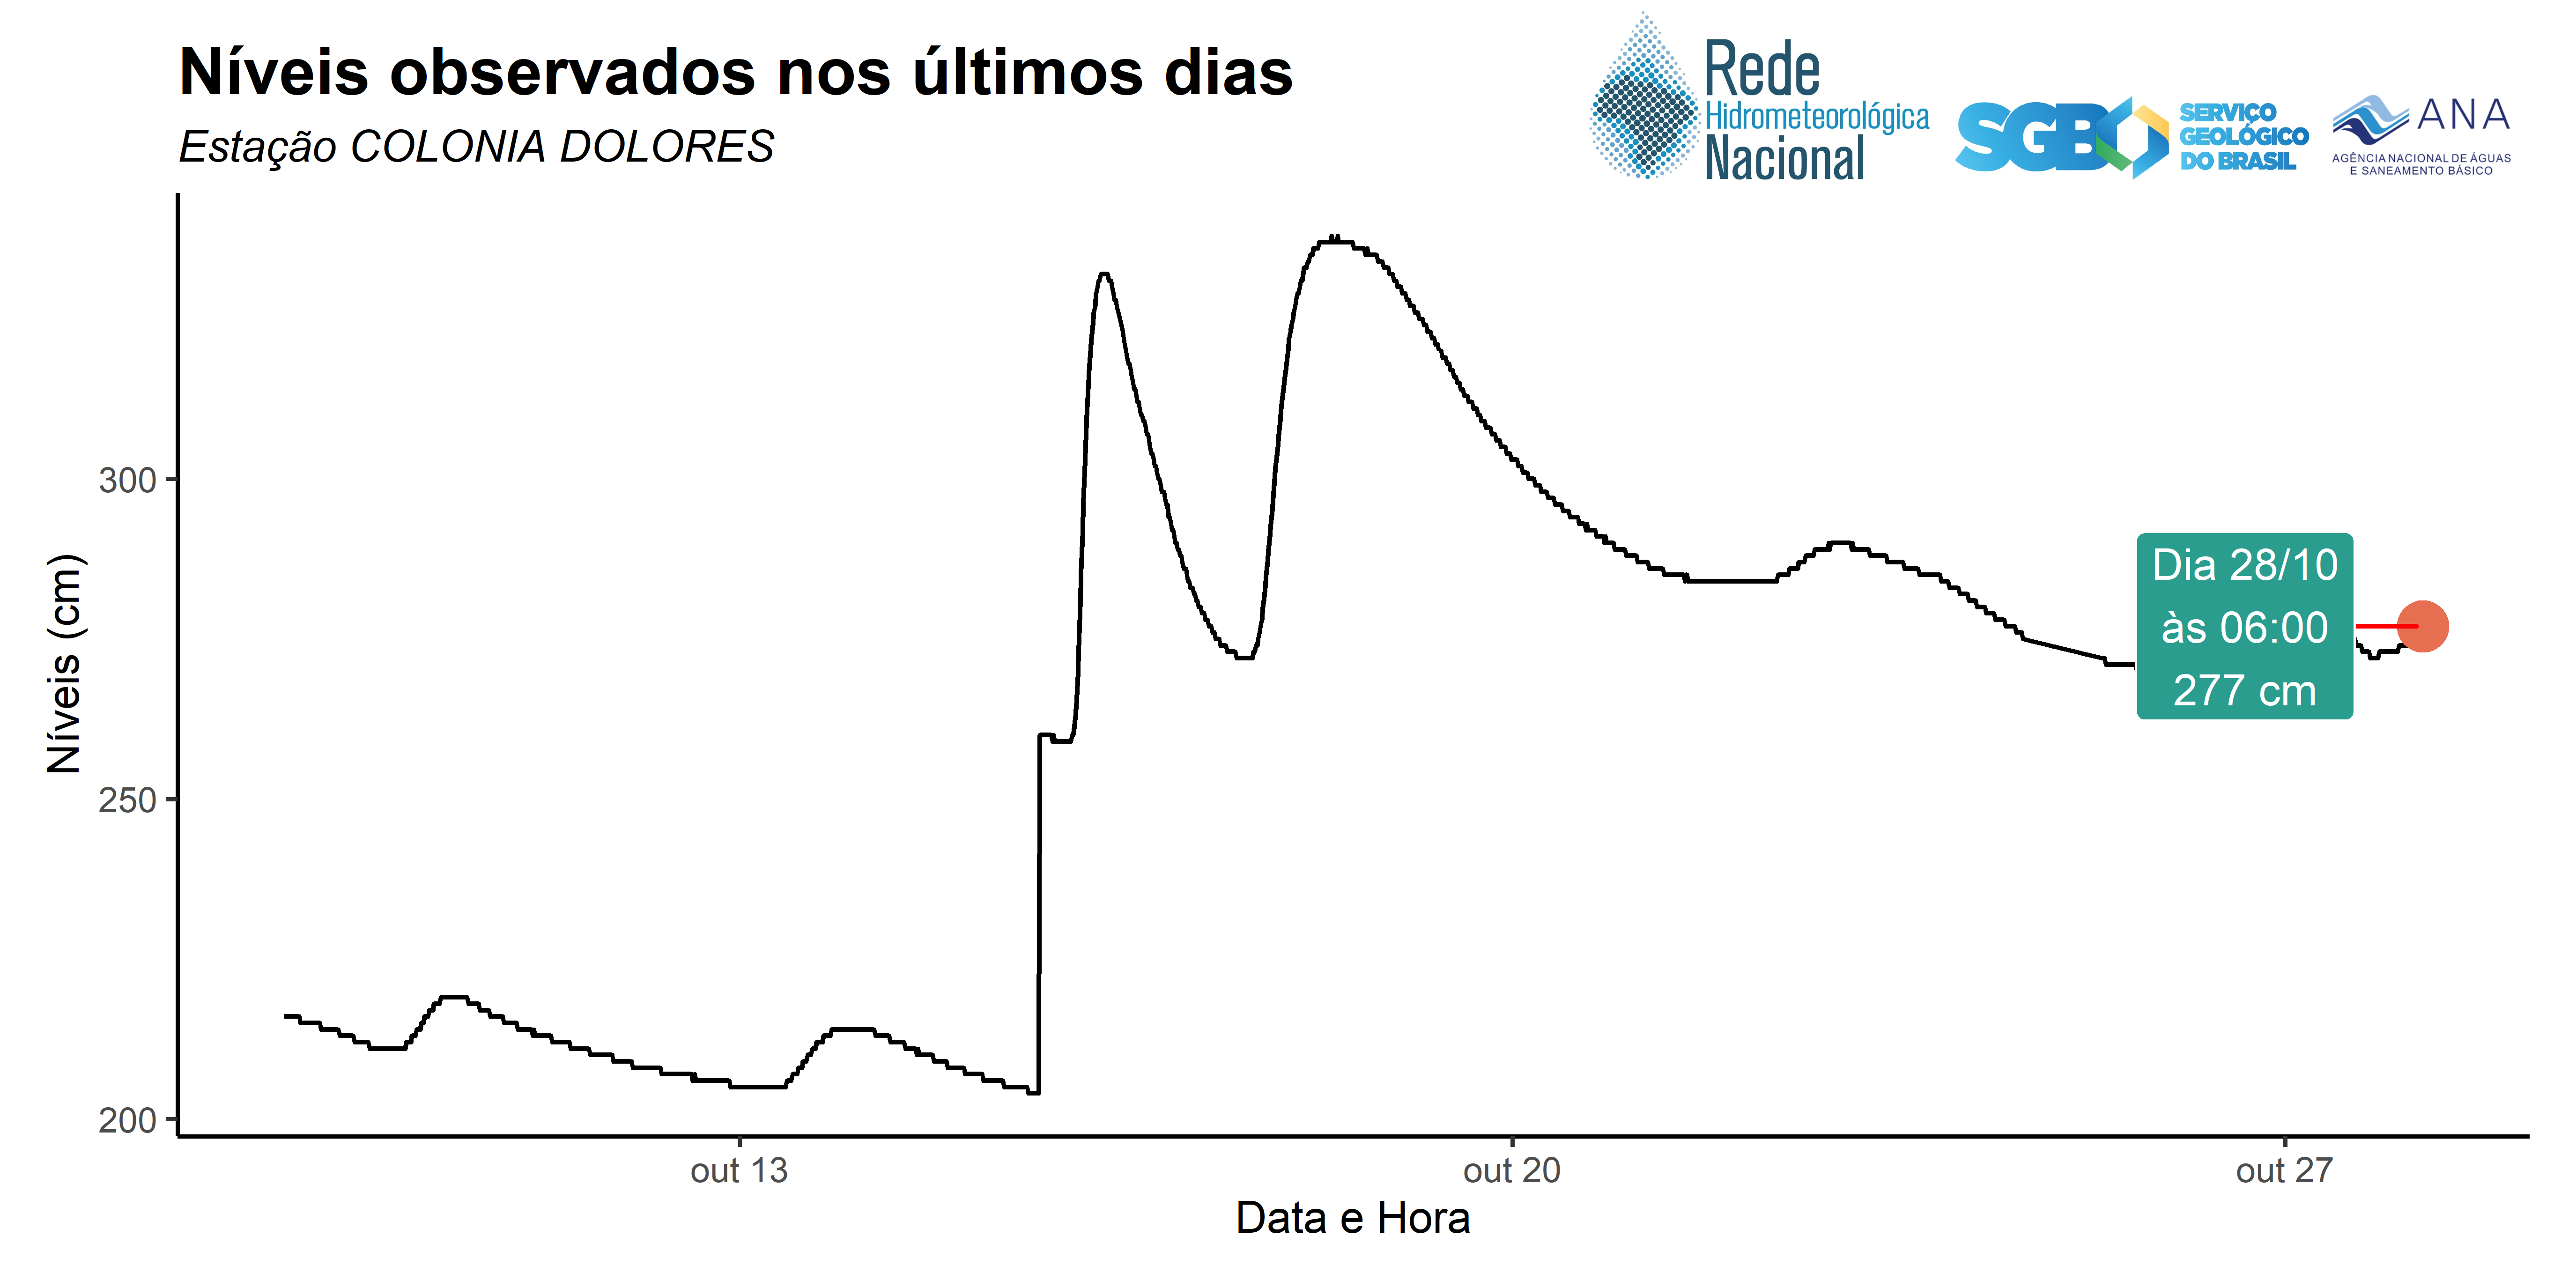 Níveis observados nos últimos dias
Estação COLONIA DOLORES
Rede
Hidrometeorológica
Nacional
SGB
SERVIÇO
GEOLÓGICO
DO BRASIL
ANA
AGÊNCIA NACIONAL DE ÁGUAS
E SANEAMENTO BÁSICO
Níveis (cm)
300
250
200
Dia 28/10
às 06:00
277 cm
out 13
out 20
out 27
Data e Hora